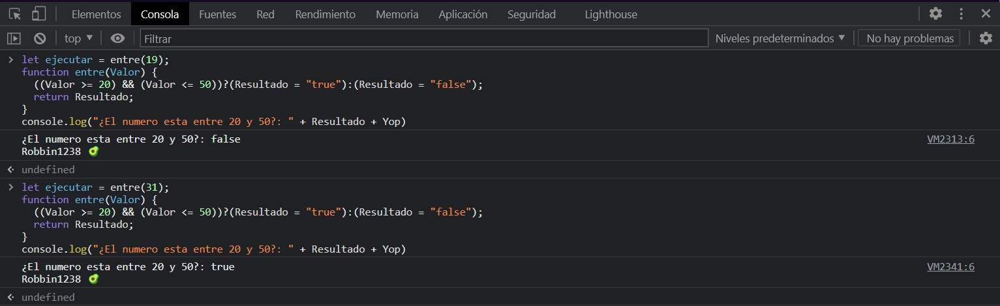 Elementos Consola Fuentes Red Rendimiento Memoria Aplicación Seguridad Lighthouse
top ▼ Filtrar Niveles predeterminados ▼ No hay problemas
> let ejecutar = entre(19);
function entre(Valor) {
((Valor >= 20) && (Valor <= 50))?(Resultado = "true"):(Resultado = "false");
return Resultado;
}
console.log("¿El numero esta entre 20 y 50?: " + Resultado + Yop)
¿El numero esta entre 20 y 50?: false VM2313:6
Robbin1238 🥑
undefined
> let ejecutar = entre(31);
function entre(Valor) {
((Valor >= 20) && (Valor <= 50))?(Resultado = "true"):(Resultado = "false");
return Resultado;
}
console.log("¿El numero esta entre 20 y 50?: " + Resultado + Yop)
¿El numero esta entre 20 y 50?: true VM2341:6
Robbin1238 🥑
undefined